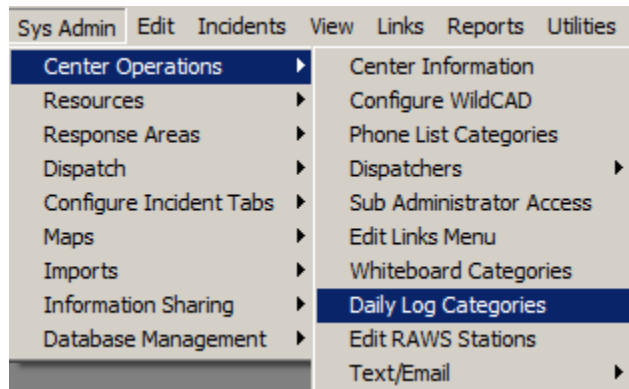 Sys Admin Edit Incidents View Links Reports Utilities
Center Operations
Resources
Response Areas
Dispatch
Configure Incident Tabs
Maps
Imports
Information Sharing
Database Management
Center Information
Configure WildCAD
Phone List Categories
Dispatchers
Sub Administrator Access
Edit Links Menu
Whiteboard Categories
Daily Log Categories
Edit RAWS Stations
Text/Email